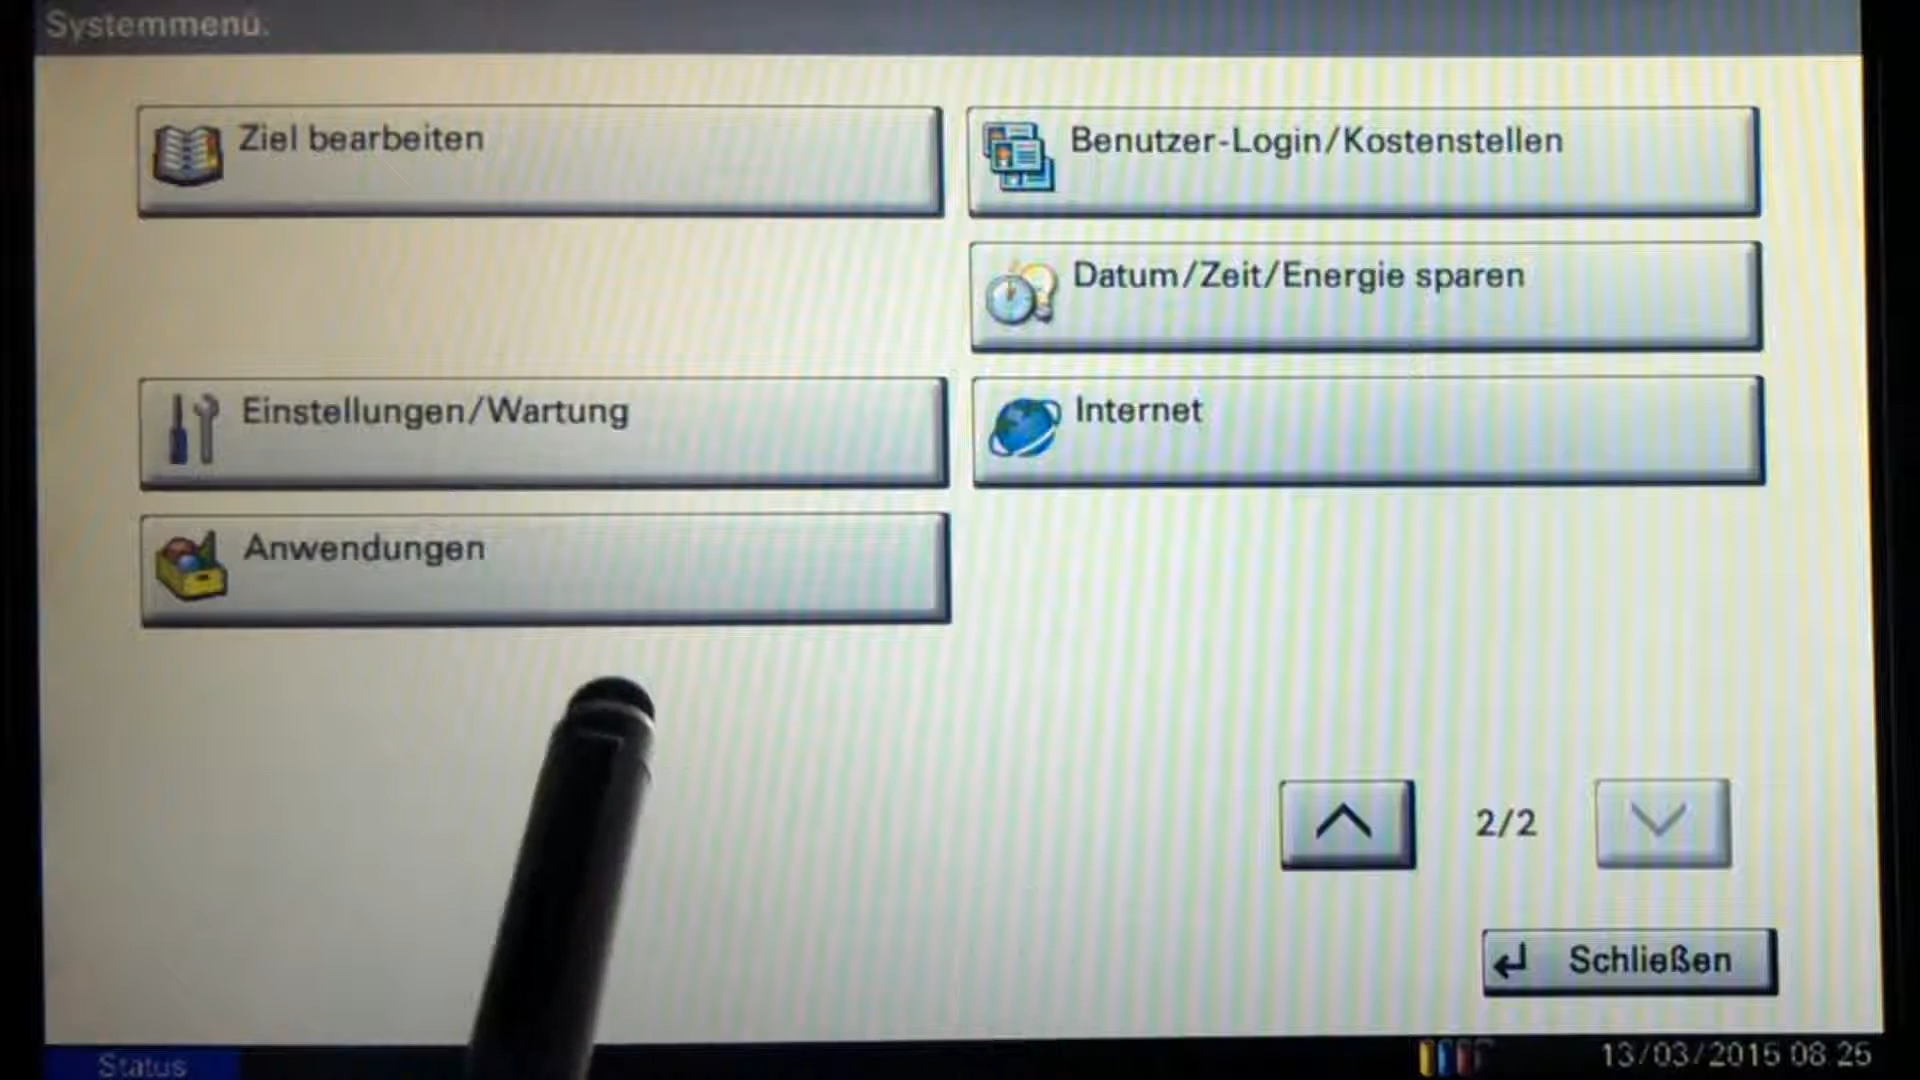 Systemmenü.
Ziel bearbeiten
Benutzer-Login/Kostenstellen
Datum/Zeit/Energie sparen
Einstellungen/Wartung
Internet
Anwendungen
2/2
Schließen
Status
13/03/2015 08:25